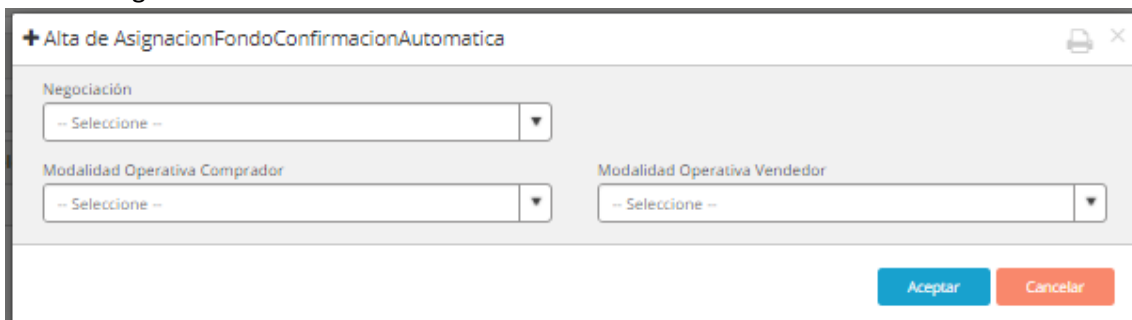 Alta de AsignacionFondoConfirmacionAutomatica
Negociación
-- Seleccione --
Modalidad Operativa Comprador
Modalidad Operativa Vendedor
-- Seleccione --
-- Seleccione --
Aceptar
Cancelar